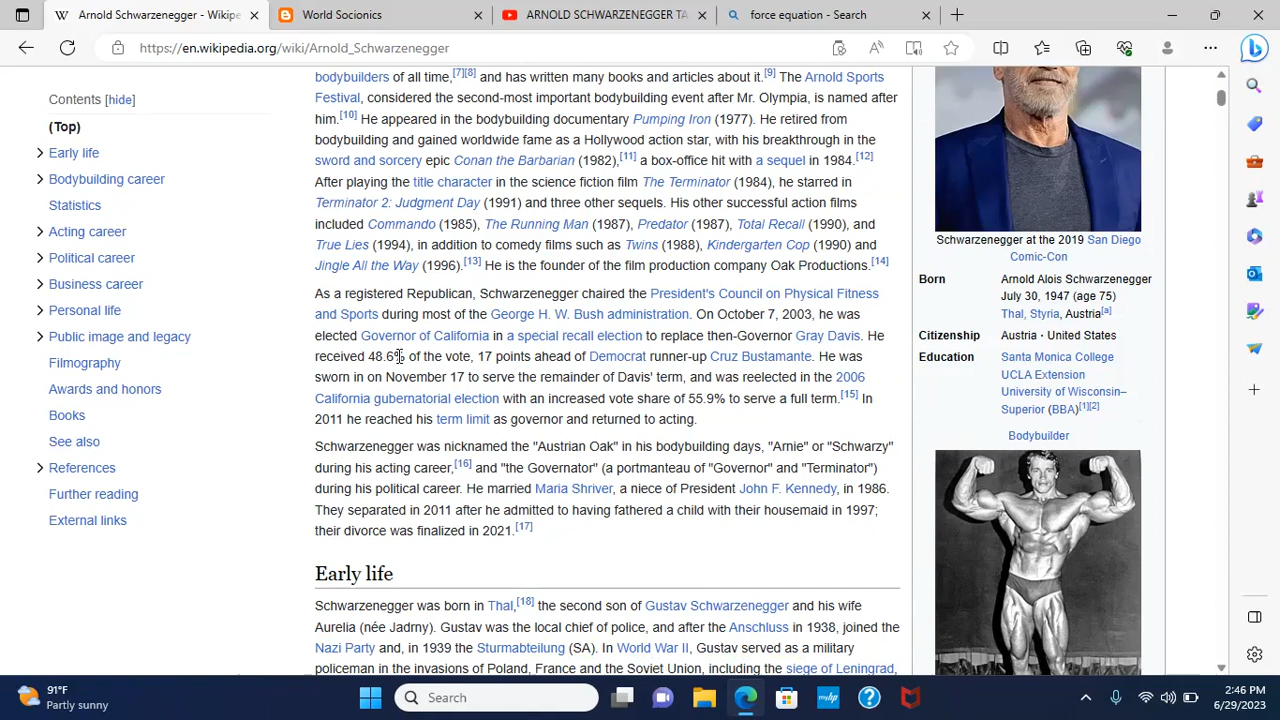 Arnold Schwarzenegger - Wikipe
World Socionics
ARNOLD SCHWARZENEGGER TA
force equation - Search
https://en.wikipedia.org/wiki/Arnold_Schwarzenegger
Contents [hide]
(Top)
Early life
Bodybuilding career
Statistics
Acting career
Political career
Business career
Personal life
Public image and legacy
Filmography
Awards and honors
Books
See also
References
Further reading
External links
bodybuilders of all time,[7][8] and has written many books and articles about it.[9] The Arnold Sports
Festival, considered the second-most important bodybuilding event after Mr. Olympia, is named after
him.[10] He appeared in the bodybuilding documentary Pumping Iron (1977). He retired from
bodybuilding and gained worldwide fame as a Hollywood action star, with his breakthrough in the
sword and sorcery epic Conan the Barbarian (1982),[11] a box-office hit with a sequel in 1984.[12]
After playing the title character in the science fiction film The Terminator (1984), he starred in
Terminator 2: Judgment Day (1991) and three other sequels. His other successful action films
included Commando (1985), The Running Man (1987), Predator (1987), Total Recall (1990), and
True Lies (1994), in addition to comedy films such as Twins (1988), Kindergarten Cop (1990) and
Jingle All the Way (1996).[13] He is the founder of the film production company Oak Productions.[14]
As a registered Republican, Schwarzenegger chaired the President's Council on Physical Fitness
and Sports during most of the George H. W. Bush administration. On October 7, 2003, he was
elected Governor of California in a special recall election to replace then-Governor Gray Davis. He
received 48.6% of the vote, 17 points ahead of Democrat runner-up Cruz Bustamante. He was
sworn in on November 17 to serve the remainder of Davis' term, and was reelected in the 2006
California gubernatorial election with an increased vote share of 55.9% to serve a full term.[15] In
2011 he reached his term limit as governor and returned to acting.
Schwarzenegger was nicknamed the "Austrian Oak" in his bodybuilding days, "Arnie" or "Schwarzy"
during his acting career,[16] and "the Governator" (a portmanteau of "Governor" and "Terminator")
during his political career. He married Maria Shriver, a niece of President John F. Kennedy, in 1986.
They separated in 2011 after he admitted to having fathered a child with their housemaid in 1997;
their divorce was finalized in 2021.[17]
Early life
Schwarzenegger was born in Thal,[18] the second son of Gustav Schwarzenegger and his wife
Aurelia (née Jadrny). Gustav was the local chief of police, and after the Anschluss in 1938, joined the
Nazi Party and, in 1939 the Sturmabteilung (SA). In World War II, Gustav served as a military
policeman in the invasions of Poland, France and the Soviet Union, including the siege of Leningrad,
Schwarzenegger at the 2019 San Diego
Comic-Con
Born Arnold Alois Schwarzenegger
July 30, 1947 (age 75)
Thal, Styria, Austria[a]
Citizenship Austria · United States
Education Santa Monica College
UCLA Extension
University of Wisconsin–
Superior (BBA)[1][2]
Bodybuilder
91°F
Partly sunny
Search
hp
2:46 PM
6/29/2023